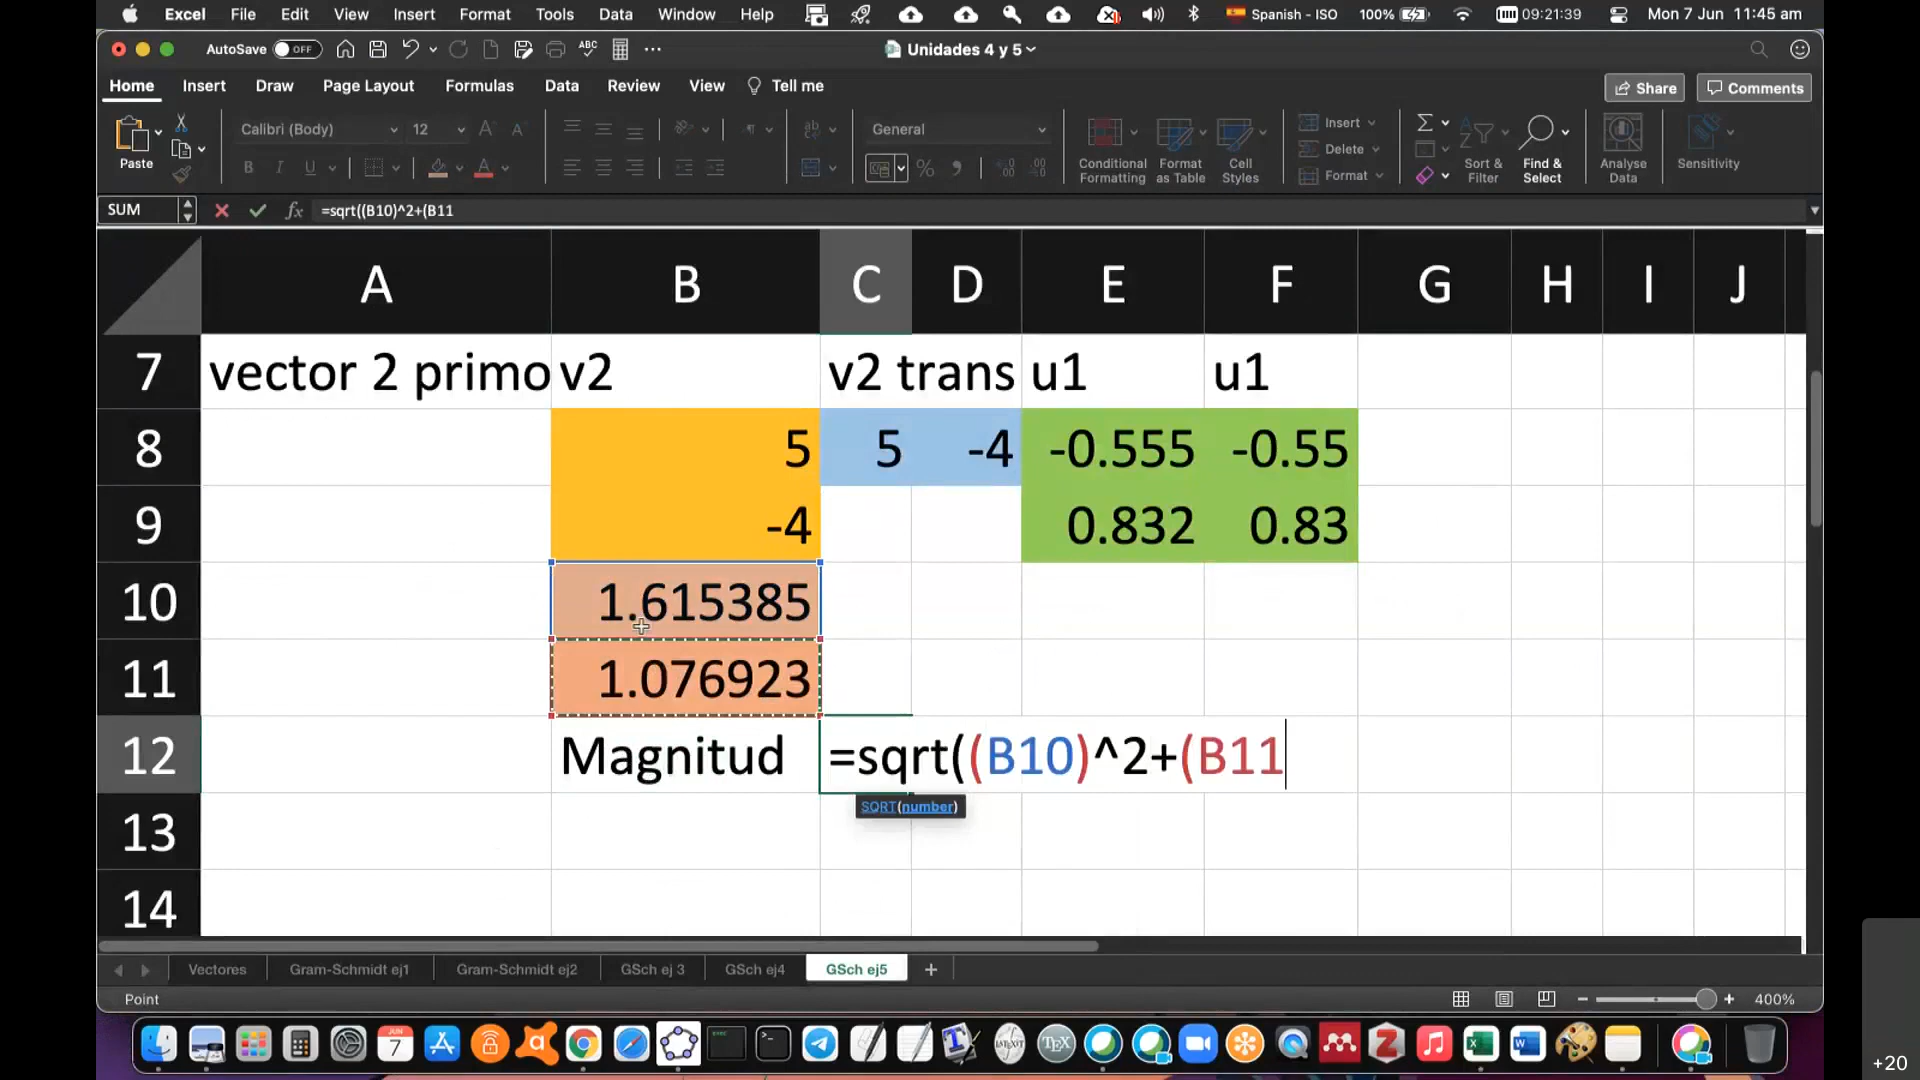 Excel File Edit View Insert Format Tools Data Window Help Spanish - ISO 100% 09:21:39 Mon 7 Jun 11:45 am
AutoSave OFF ABC Unidades 4 y 5
Home Insert Draw Page Layout Formulas Data Review View Tell me Share Comments
Paste Calibri (Body) 12 General Conditional Formatting Format as Table Cell Styles Insert Delete Format Sort & Filter Find & Select Analyse Data Sensitivity
SUM fx =sqrt((B10)^2+(B11
A B C D E F G H I J
7 vector 2 primo v2 v2 trans u1 u1
8 5 5 -4 -0.555 -0.55
9 -4 0.832 0.83
10 1.615385
11 1.076923
12 Magnitud =sqrt((B10)^2+(B11
SQRT(number)
13
14
Vectores Gram-Schmidt ej1 Gram-Schmidt ej2 GSch ej 3 GSch ej4 GSch ej5
Point 400%
+20